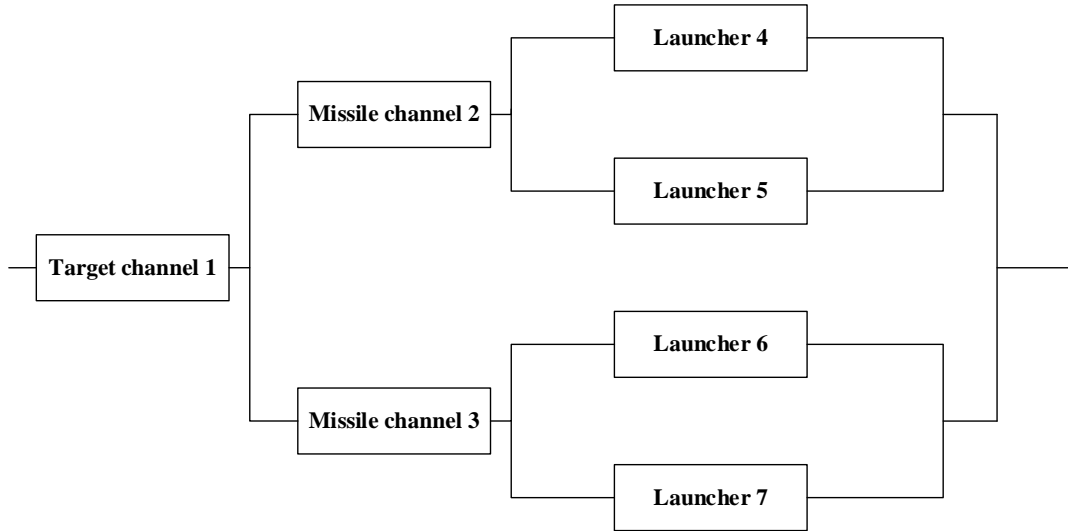 Launcher 4
Missile channel 2
Launcher 5
Target channel 1
Launcher 6
Missile channel 3
Launcher 7